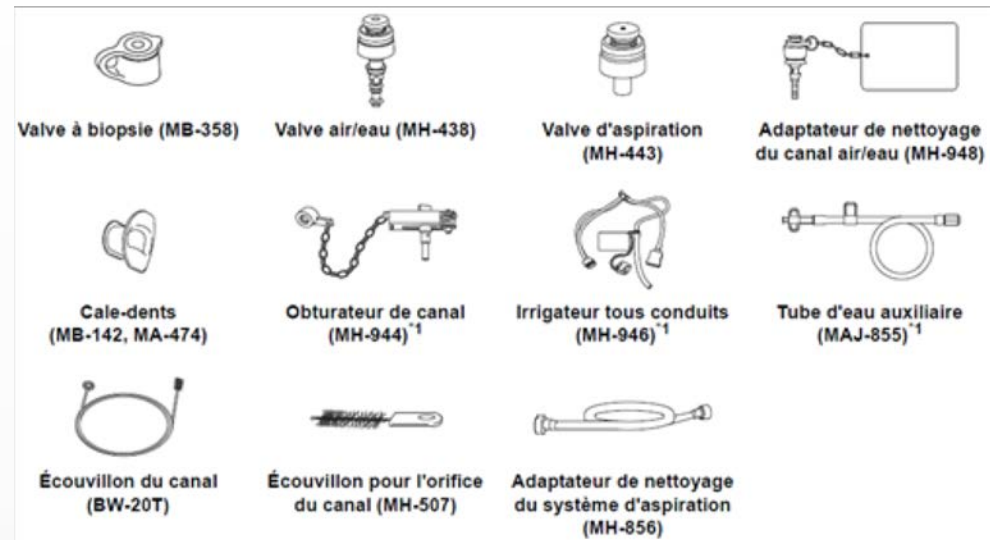 Valve à biopsie (MB-358)
Valve air/eau (MH-438)
Valve d'aspiration
(MH-443)
Adaptateur de nettoyage
du canal air/eau (MH-948)
Cale-dents
(MB-142, MA-474)
Obturateur de canal
(MH-944)*1
Irrigateur tous conduits
(MH-946)*1
Tube d'eau auxiliaire
(MAJ-855)*1
Écouvillon du canal
(BW-20T)
Écouvillon pour l'orifice
du canal (MH-507)
Adaptateur de nettoyage
du système d'aspiration
(MH-856)